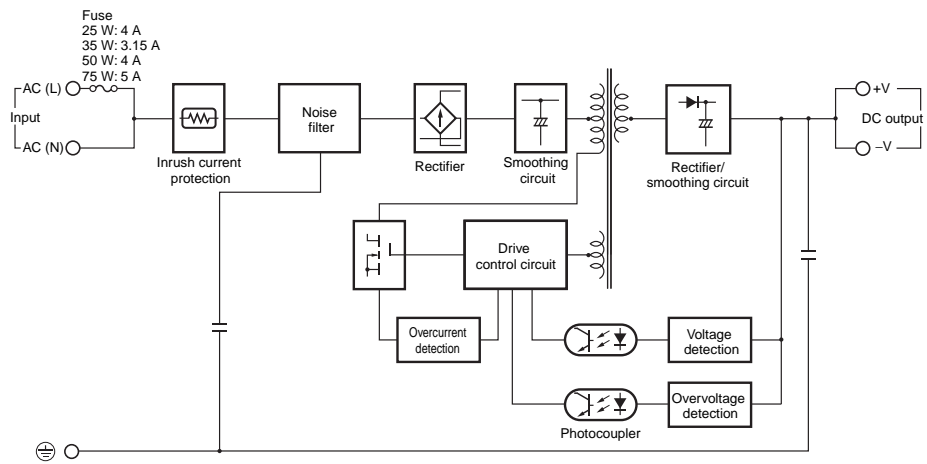 Fuse
25 W: 4 A
35 W: 3.15 A
50 W: 4 A
75 W: 5 A
AC (L)
Input
AC (N)
Inrush current
protection
Noise
filter
Rectifier
Smoothing
circuit
Rectifier/
smoothing circuit
+V
DC output
–V
Drive
control circuit
Overcurrent
detection
Voltage
detection
Overvoltage
detection
Photocoupler